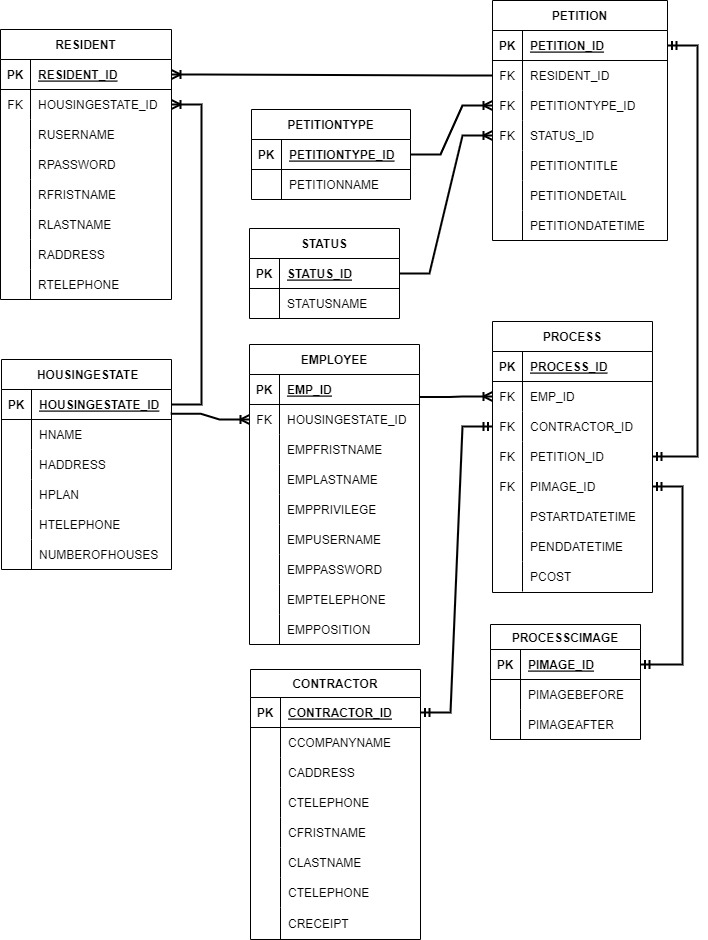 RESIDENT
PK RESIDENT_ID
FK HOUSINGESTATE_ID
RUSERNAME
RPASSWORD
RFRISTNAME
RLASTNAME
RADDRESS
RTELEPHONE
PETITION
PK PETITION_ID
FK RESIDENT_ID
FK PETITIONTYPE_ID
FK STATUS_ID
PETITIONTITLE
PETITIONDETAIL
PETITIONDATETIME
PETITIONTYPE
PK PETITIONTYPE_ID
PETITIONNAME
STATUS
PK STATUS_ID
STATUSNAME
HOUSINGESTATE
PK HOUSINGESTATE_ID
HNAME
HADDRESS
HPLAN
HTELEPHONE
NUMBEROFHOUSES
EMPLOYEE
PK EMP_ID
FK HOUSINGESTATE_ID
EMPFRISTNAME
EMPLASTNAME
EMPPRIVILEGE
EMPUSERNAME
EMPPASSWORD
EMPTELEPHONE
EMPPOSITION
PROCESS
PK PROCESS_ID
FK EMP_ID
FK CONTRACTOR_ID
FK PETITION_ID
FK PIMAGE_ID
PSTARTDATETIME
PENDDATETIME
PCOST
PROCESSCIMAGE
PK PIMAGE_ID
PIMAGEBEFORE
PIMAGEAFTER
CONTRACTOR
PK CONTRACTOR_ID
CCOMPANYNAME
CADDRESS
CTELEPHONE
CFRISTNAME
CLASTNAME
CTELEPHONE
CRECEIPT